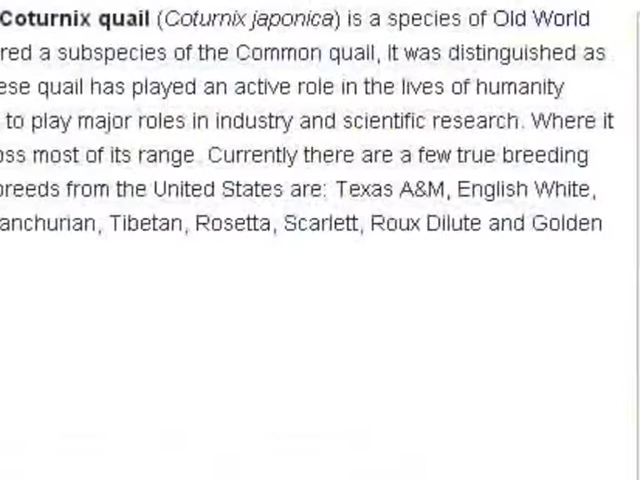 Coturnix quail (Coturnix japonica) is a species of Old World
red a subspecies of the Common quail, it was distinguished as
ese quail has played an active role in the lives of humanity
to play major roles in industry and scientific research. Where it
oss most of its range. Currently there are a few true breeding
breeds from the United States are: Texas A&M, English White,
anchurian, Tibetan, Rosetta, Scarlett, Roux Dilute and Golden